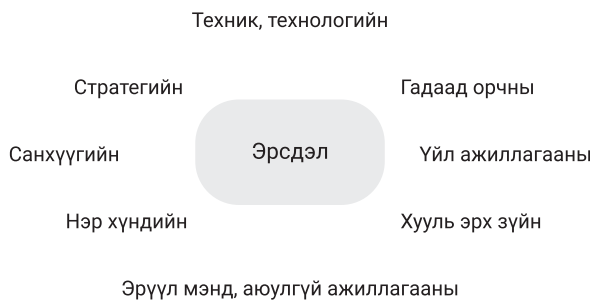 Техник, технологийн
Стратегийн
Гадаад орчны
Санхүүгийн
Эрсдэл
Үйл ажиллагааны
Нэр хүндийн
Хууль эрх зүйн
Эрүүл мэнд, аюулгүй ажиллагааны